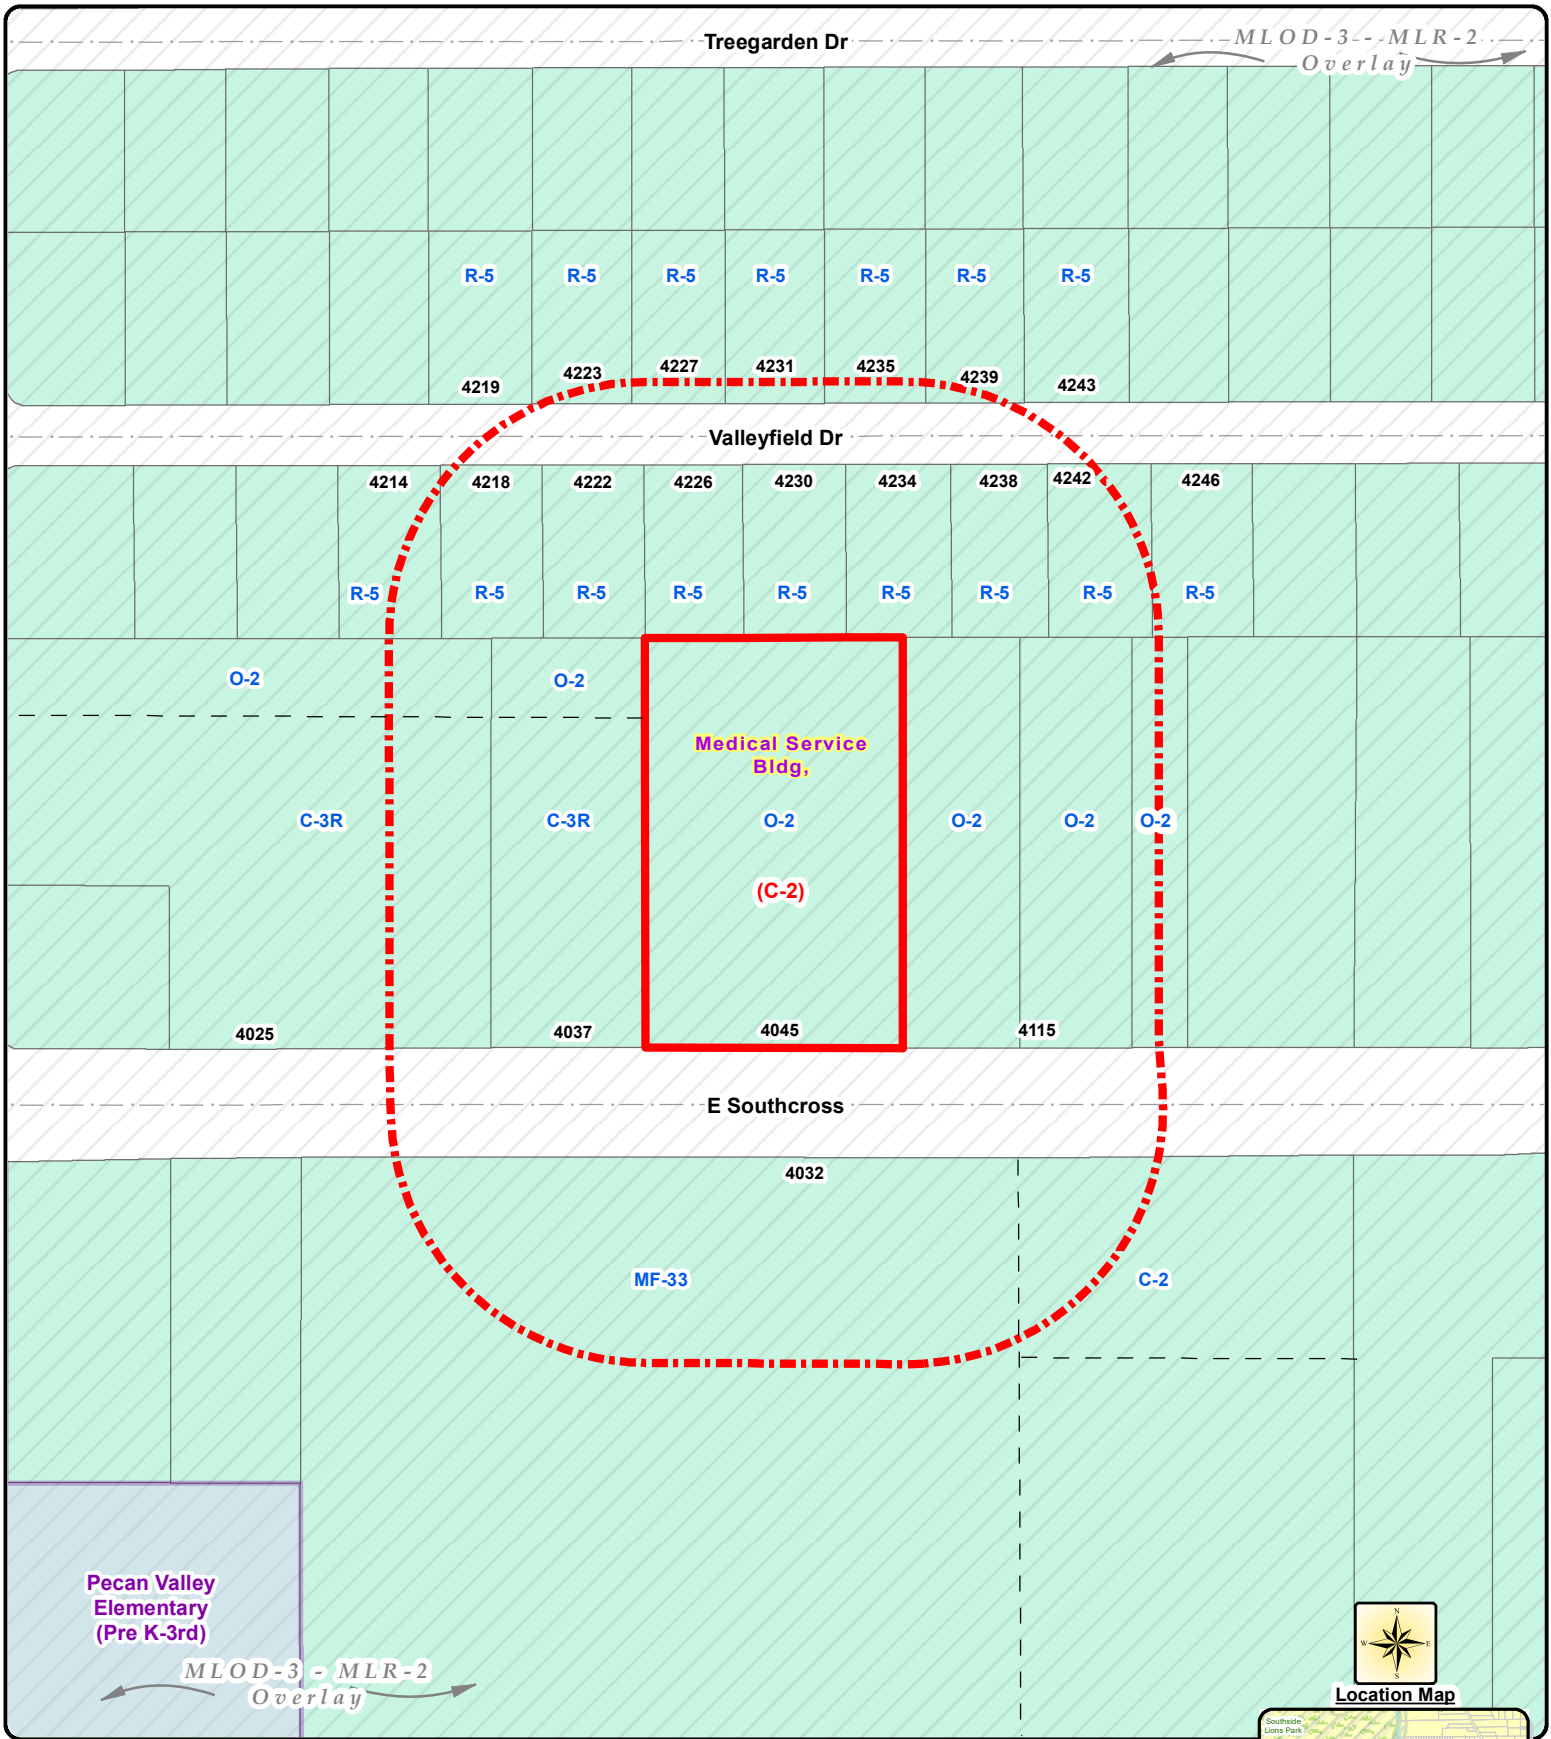 Treegarden Dr
MLOD-3 - MLR-2
Overlay
R-5 R-5 R-5 R-5 R-5 R-5 R-5
4219 4223 4227 4231 4235 4239 4243
Valleyfield Dr
4214 4218 4222 4226 4230 4234 4238 4242 4246
R-5 R-5 R-5 R-5 R-5 R-5 R-5 R-5 R-5
O-2 O-2
Medical Service
Bldg,
C-3R C-3R O-2 O-2 O-2 O-2
(C-2)
4025 4037 4045 4115
E Southcross
4032
MF-33 C-2
Pecan Valley
Elementary
(Pre K-3rd)
MLOD-3 - MLR-2
Overlay
N
W E
S
Location Map
Southside
Lions Park